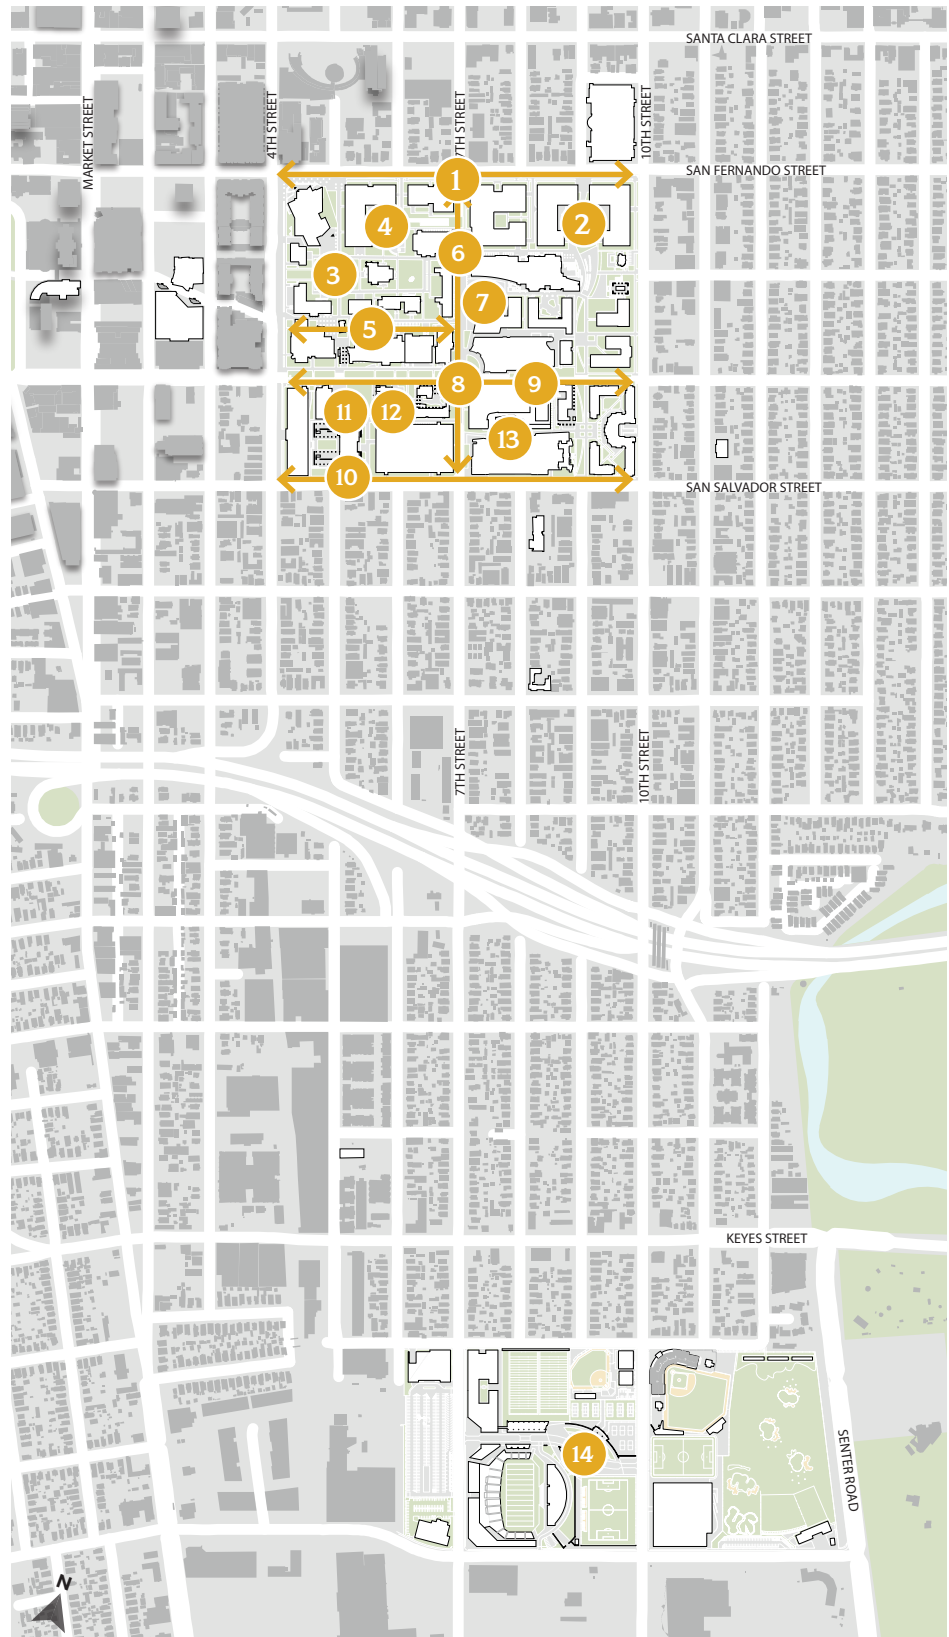 SANTA CLARA STREET
MARKET STREET
4TH STREET
7TH STREET
10TH STREET
SAN FERNANDO STREET
1
2
4
6
3
7
5
8
9
11
12
13
10
SAN SALVADOR STREET
7TH STREET
10TH STREET
KEYES STREET
SENTER ROAD
14
N